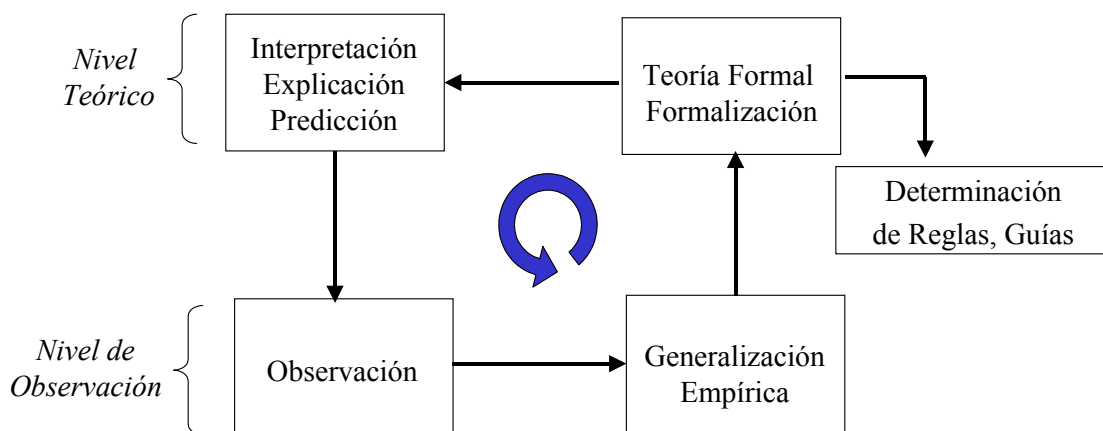 Nivel
Teórico
Interpretación
Explicación
Predicción
Teoría Formal
Formalización
Determinación
de Reglas, Guías
Nivel de
Observación
Observación
Generalización
Empírica